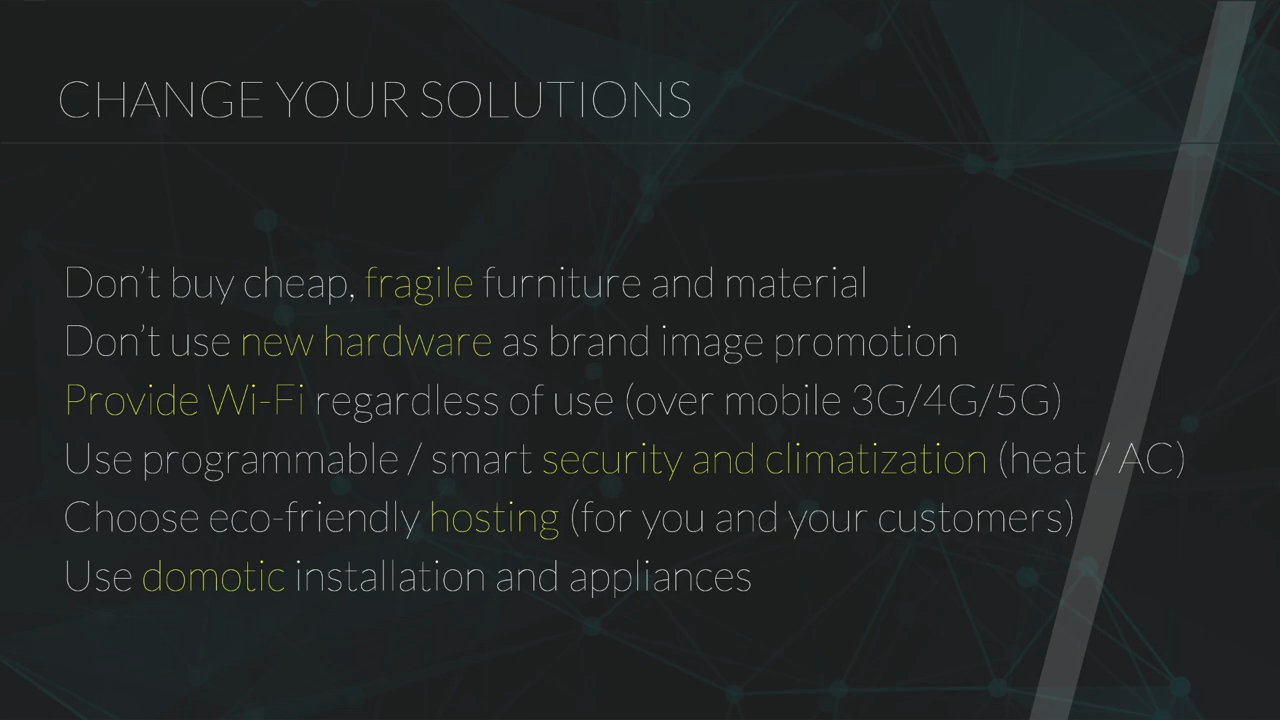 CHANGE YOUR SOLUTIONS
Don't buy cheap, fragile furniture and material
Don't use new hardware as brand image promotion
Provide Wi-Fi regardless of use (over mobile 3G/4G/5G)
Use programmable / smart security and climatization (heat / AC)
Choose eco-friendly hosting (for you and your customers)
Use domotic installation and appliances